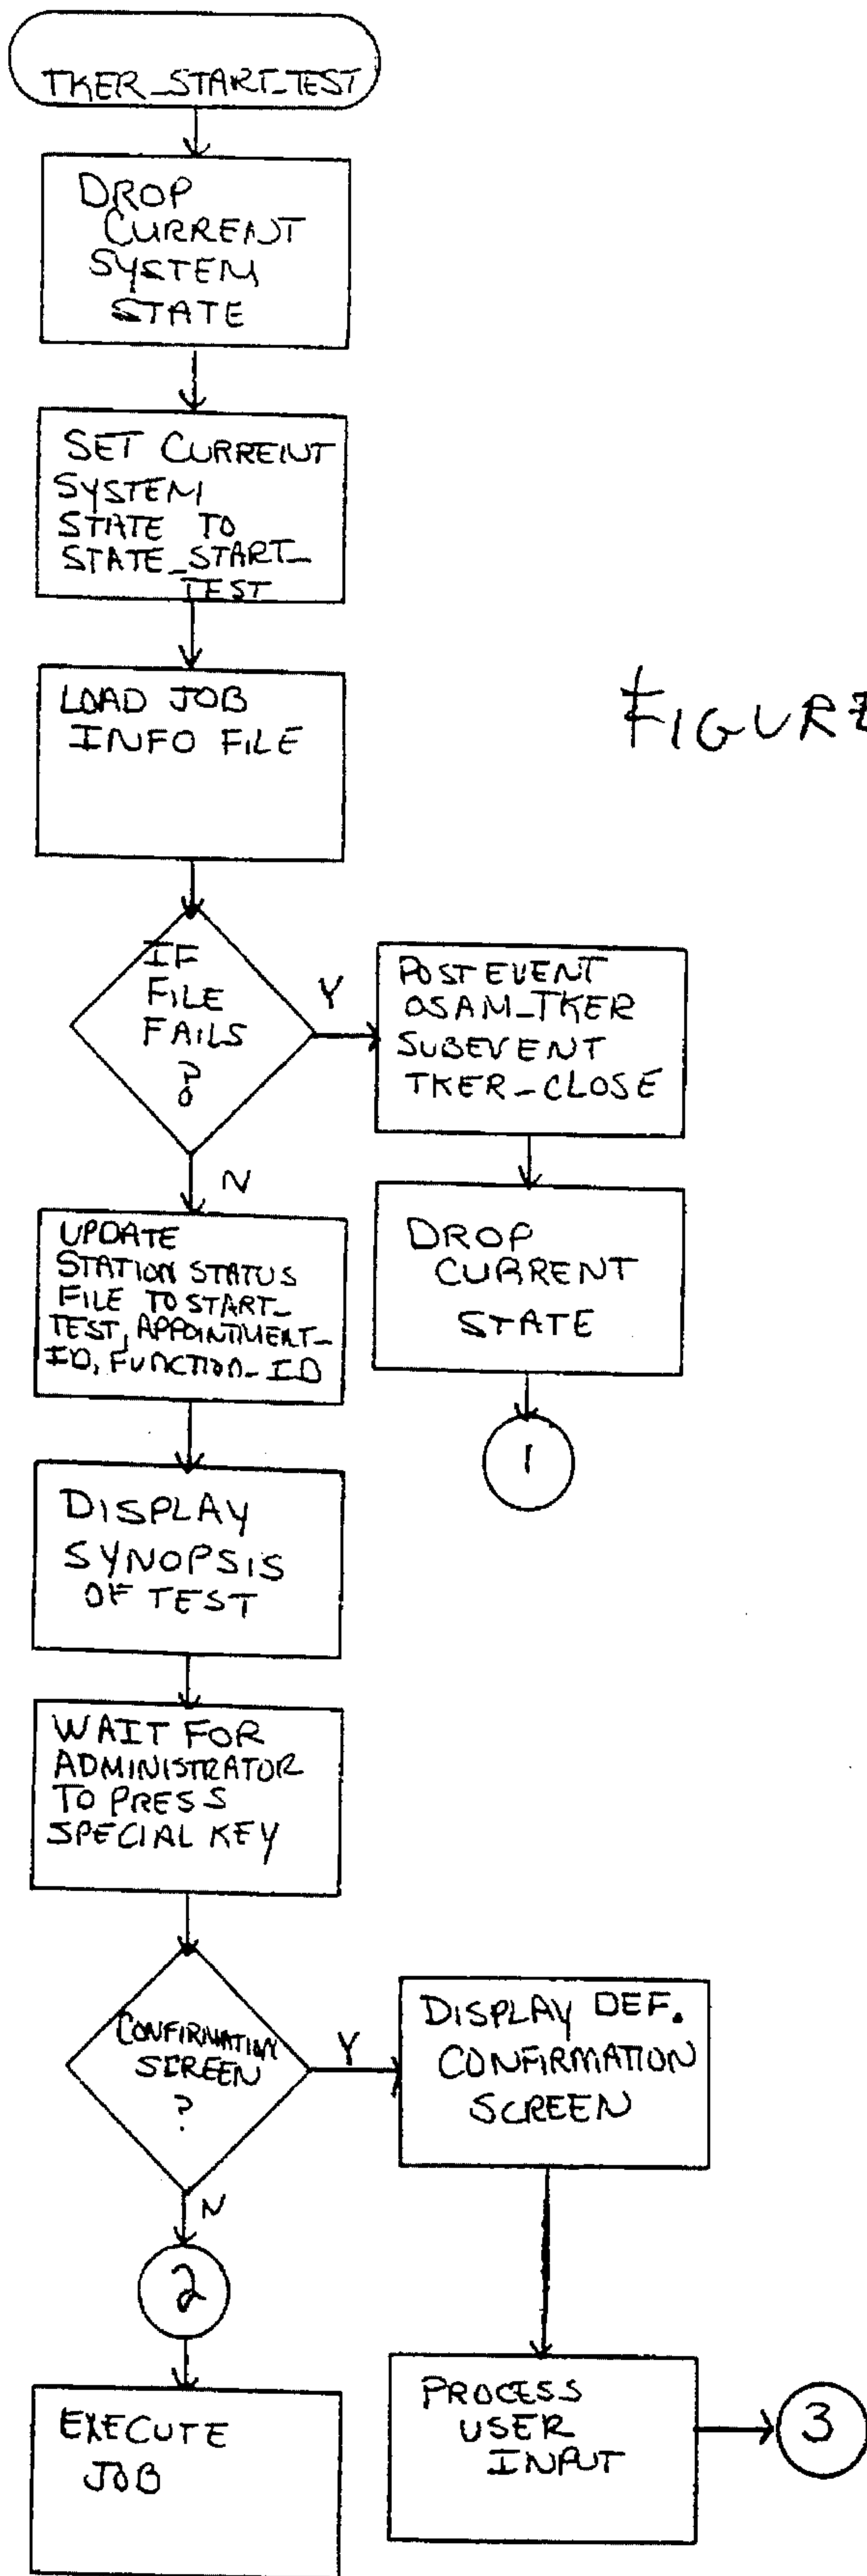 TKER_START_TEST
DROP
CURRENT
SYSTEM
STATE
SET CURRENT
SYSTEM
STATE TO
STATE_START_
TEST
LOAD JOB
INFO FILE
FIGURE
IF
FILE
FAILS
?
Y
POST EVENT
OSAM_TKER
SUBEVENT
TKER_CLOSE
N
UPDATE
STATION STATUS
FILE TO START_
TEST, APPOINTMENT_
ID, FUNCTION_ID
DROP
CURRENT
STATE
1
DISPLAY
SYNOPSIS
OF TEST
WAIT FOR
ADMINISTRATOR
TO PRESS
SPECIAL KEY
CONFIRMATION
SCREEN
?
Y
DISPLAY DEF.
CONFIRMATION
SCREEN
N
2
EXECUTE
JOB
PROCESS
USER
INPUT
3